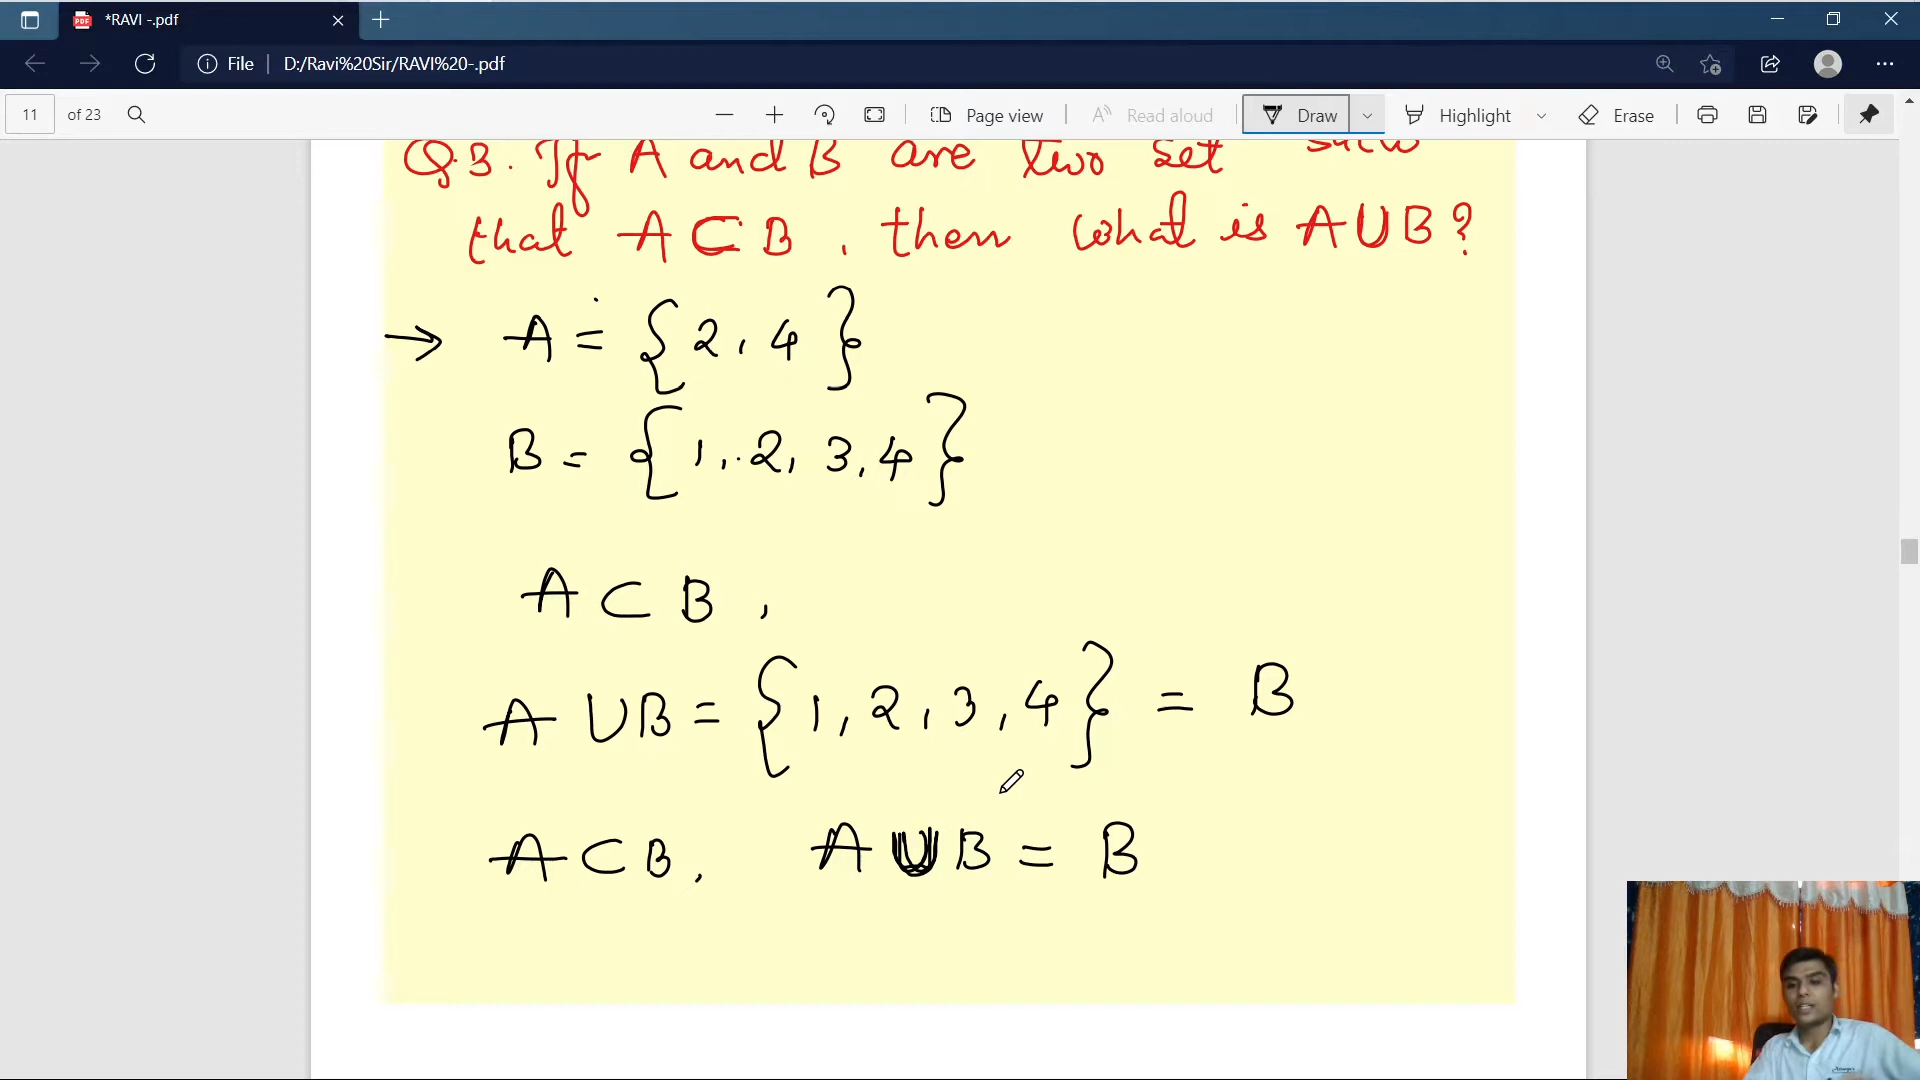 *RAVI -.pdf
File D:/Ravi%20Sir/RAVI%20-.pdf
11 of 23 Page view Read aloud Draw Highlight Erase
Q.3. If A and B are two set such
that A ⊂ B , then what is A ∪ B ?
→ A = { 2, 4 }
B = { 1, 2, 3, 4 }
A ⊂ B ,
A ∪ B = { 1, 2, 3, 4 } = B
A ⊂ B, A ∪ B = B